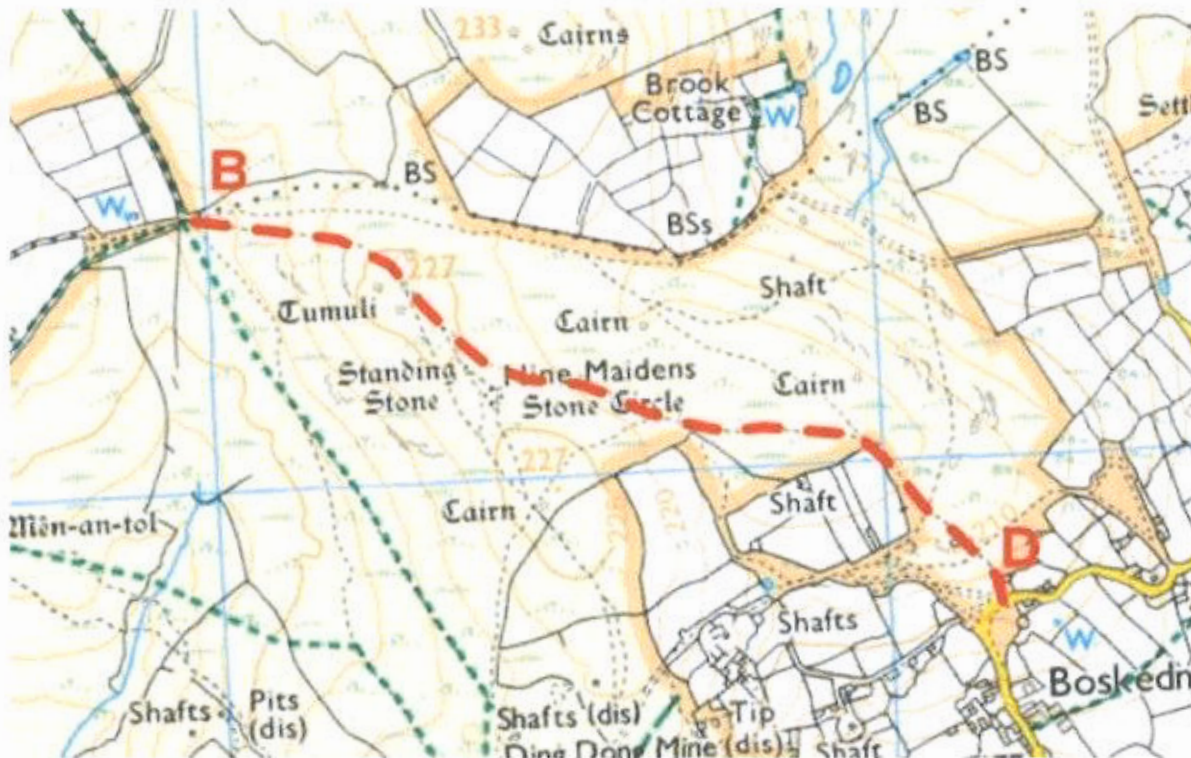 233
Cairns
Brook
Cottage
W
BS
BS
Sett
B
BS
W
BSs
227
Tumuli
Shaft
Cairn
Standing
Stone
Nine Maidens
Stone Circle
Cairn
227
Cairn
Shaft
220
210
Mên-an-tol
D
Shafts
W
Boskedn
Shafts
Pits
(dis)
Shafts (dis)
Ding Dong Mine
Tip
(dis)
Shaft